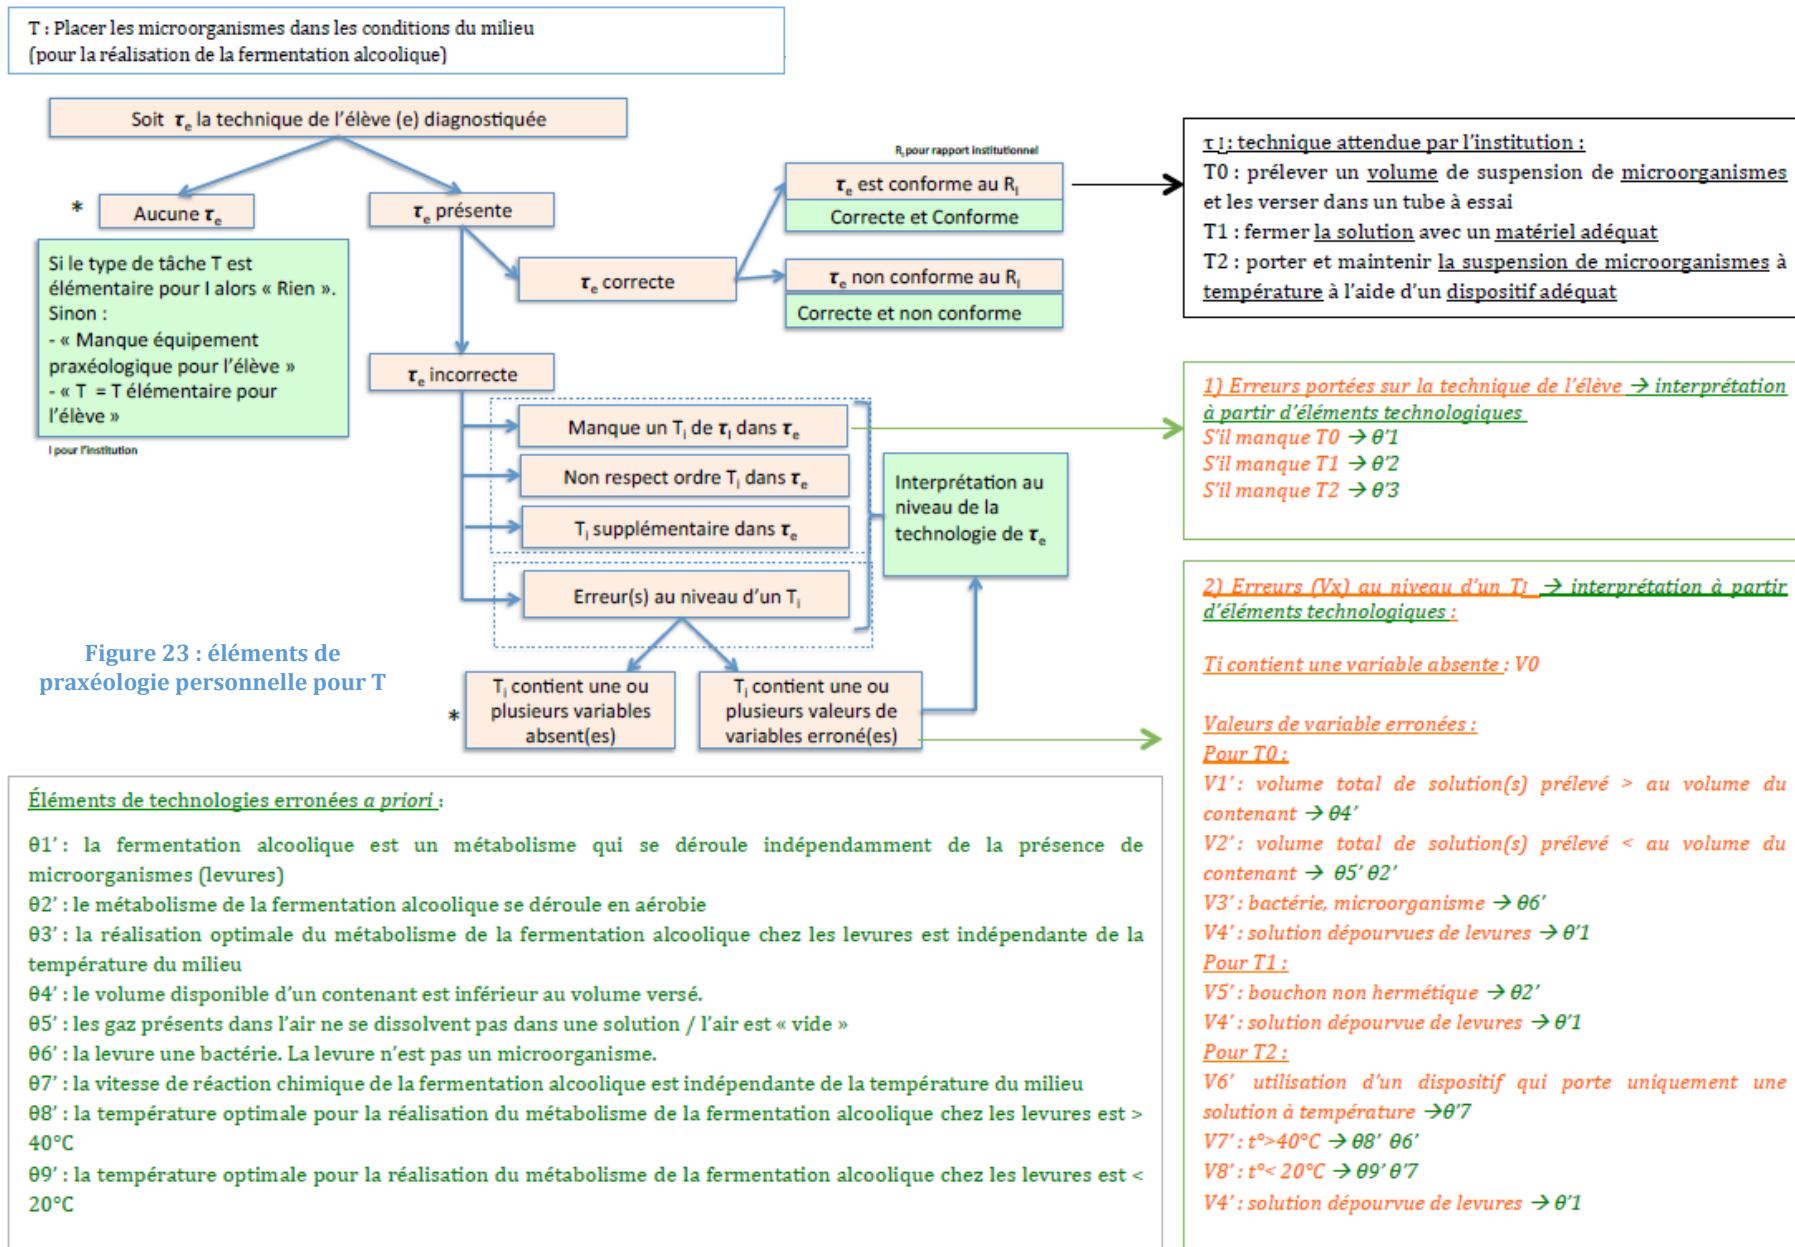 T : Placer les microorganismes dans les conditions du milieu
(pour la réalisation de la fermentation alcoolique)
Soit τe la technique de l'élève (e) diagnostiquée
* Aucune τe
τe présente
Si le type de tâche T est
élémentaire pour I alors « Rien ».
Sinon :
- « Manque équipement
praxéologique pour l'élève »
- « T = T élémentaire pour
l'élève »
I pour l'institution
τe correcte
RI pour rapport institutionnel
τe est conforme au RI
Correcte et Conforme
τe non conforme au RI
Correcte et non conforme
τe incorrecte
Manque un Ti de τI dans τe
Non respect ordre Ti dans τe
Ti supplémentaire dans τe
Erreur(s) au niveau d'un Ti
Interprétation au
niveau de la
technologie de τe
* Ti contient une ou
plusieurs variables
absent(es)
Ti contient une ou
plusieurs valeurs de
variables erroné(es)
Figure 23 : éléments de
praxéologie personnelle pour T
τ I : technique attendue par l'institution :
T0 : prélever un volume de suspension de microorganismes
et les verser dans un tube à essai
T1 : fermer la solution avec un matériel adéquat
T2 : porter et maintenir la suspension de microorganismes à
température à l'aide d'un dispositif adéquat
1) Erreurs portées sur la technique de l'élève → interprétation
à partir d'éléments technologiques
S'il manque T0 → θ'1
S'il manque T1 → θ'2
S'il manque T2 → θ'3
2) Erreurs (Vx) au niveau d'un TI → interprétation à partir
d'éléments technologiques :
Ti contient une variable absente : V0
Valeurs de variable erronées :
Pour T0 :
V1' : volume total de solution(s) prélevé > au volume du
contenant → θ4'
V2' : volume total de solution(s) prélevé < au volume du
contenant → θ5' θ2'
V3' : bactérie, microorganisme → θ6'
V4' : solution dépourvues de levures → θ'1
Pour T1 :
V5' : bouchon non hermétique → θ2'
V4' : solution dépourvue de levures → θ'1
Pour T2 :
V6' utilisation d'un dispositif qui porte uniquement une
solution à température →θ'7
V7' : t°>40°C → θ8' θ6'
V8' : t°< 20°C → θ9' θ'7
V4' : solution dépourvue de levures → θ'1
Éléments de technologies erronées a priori :
θ1' : la fermentation alcoolique est un métabolisme qui se déroule indépendamment de la présence de
microorganismes (levures)
θ2' : le métabolisme de la fermentation alcoolique se déroule en aérobie
θ3' : la réalisation optimale du métabolisme de la fermentation alcoolique chez les levures est indépendante de la
température du milieu
θ4' : le volume disponible d'un contenant est inférieur au volume versé.
θ5' : les gaz présents dans l'air ne se dissolvent pas dans une solution / l'air est « vide »
θ6' : la levure une bactérie. La levure n'est pas un microorganisme.
θ7' : la vitesse de réaction chimique de la fermentation alcoolique est indépendante de la température du milieu
θ8' : la température optimale pour la réalisation du métabolisme de la fermentation alcoolique chez les levures est >
40°C
θ9' : la température optimale pour la réalisation du métabolisme de la fermentation alcoolique chez les levures est <
20°C